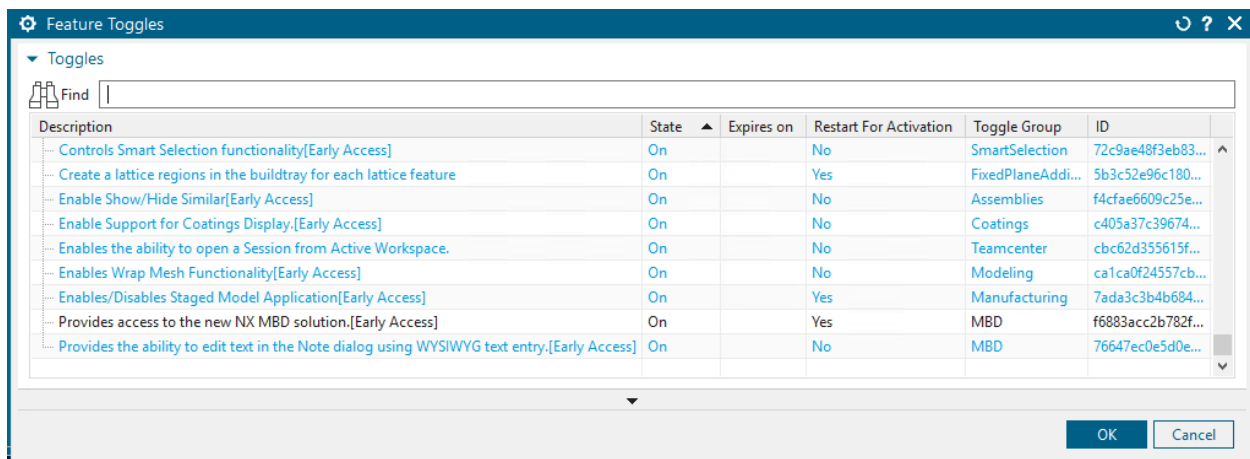 Feature Toggles
Toggles
Find
Description State Expires on Restart For Activation Toggle Group ID
Controls Smart Selection functionality[Early Access] On No SmartSelection 72c9ae48f3eb83...
Create a lattice regions in the buildtray for each lattice feature On Yes FixedPlaneAddi... 5b3c52e96c180...
Enable Show/Hide Similar[Early Access] On No Assemblies f4cfae6609c25e...
Enable Support for Coatings Display.[Early Access] On No Coatings c405a37c39674...
Enables the ability to open a Session from Active Workspace. On No Teamcenter cbc62d355615f...
Enables Wrap Mesh Functionality[Early Access] On No Modeling ca1ca0f24557cb...
Enables/Disables Staged Model Application[Early Access] On Yes Manufacturing 7ada3c3b4b684...
Provides access to the new NX MBD solution.[Early Access] On Yes MBD f6883acc2b782f...
Provides the ability to edit text in the Note dialog using WYSIWYG text entry.[Early Access] On No MBD 76647ec0e5d0e...
OK Cancel